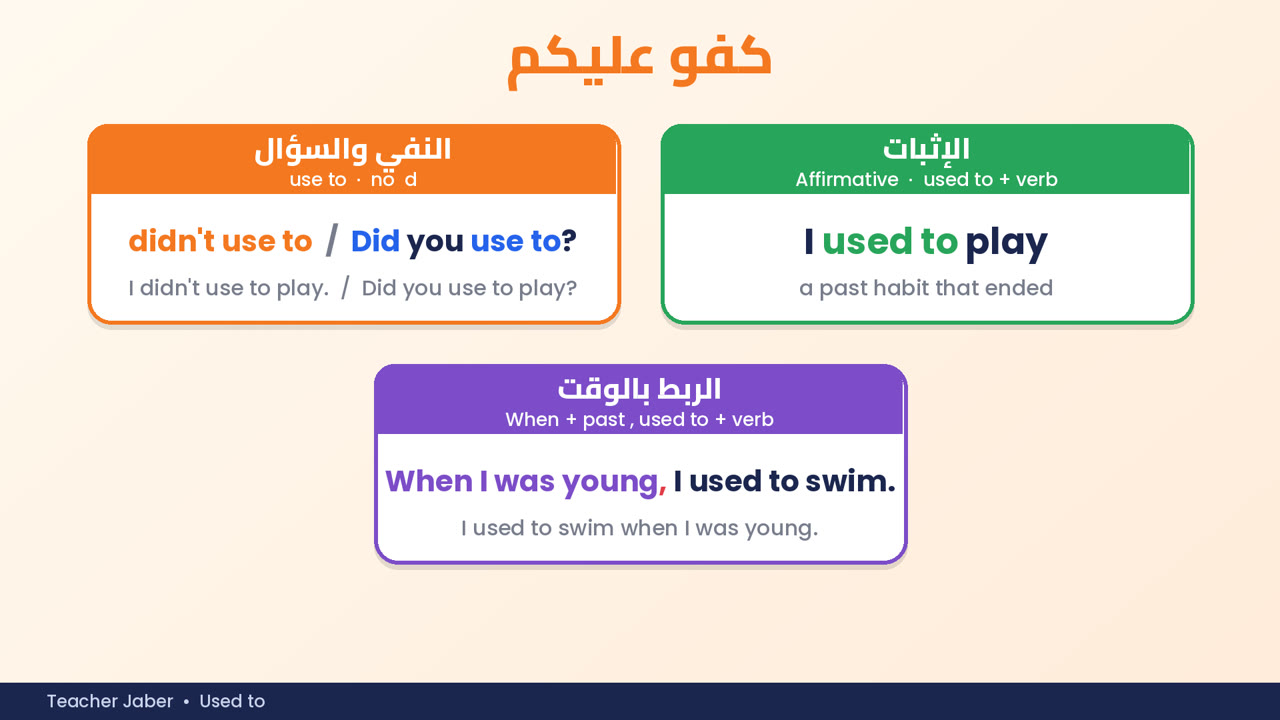 كفو عليكم
الإثبات
Affirmative · used to + verb
I used to play
a past habit that ended
النفي والسؤال
use to · no d
didn't use to / Did you use to?
I didn't use to play. / Did you use to play?
الربط بالوقت
When + past , used to + verb
When I was young, I used to swim.
I used to swim when I was young.
Teacher Jaber • Used to